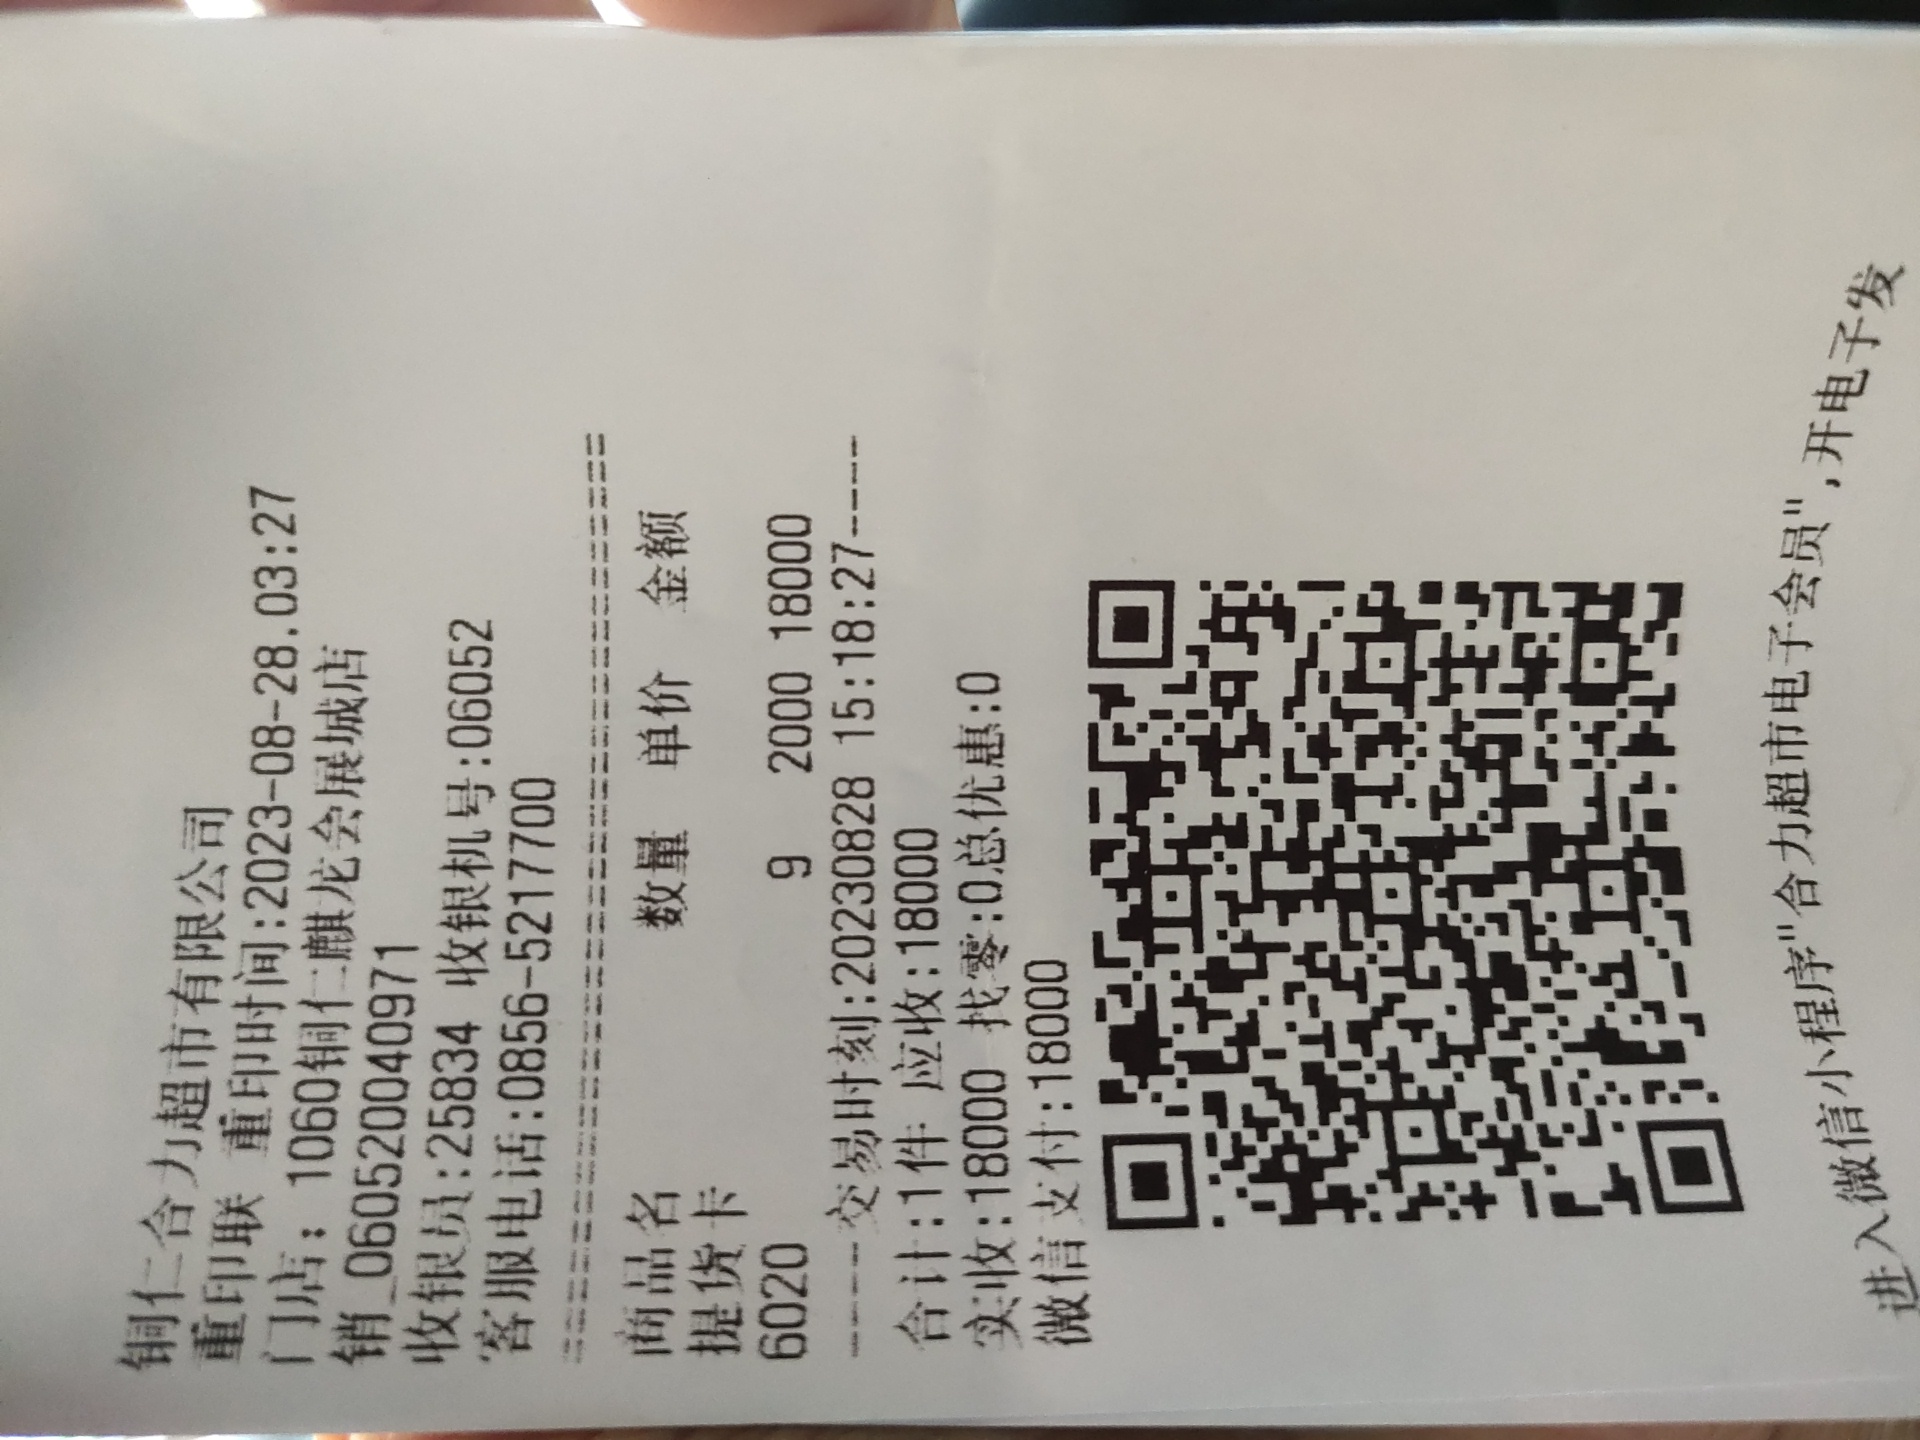 铜仁合力超市有限公司
重印联 重印时间:2023-08-28.03:27
门店: 1060铜仁麒龙会展城店
销_060520040971
收银员:25834 收银机号:06052
客服电话:0856-5217700
==========================================
商品名 数量 单价 金额
提货卡
6020 9 2000 18000
-----交易时刻:20230828 15:18:27-----
合计:1件 应收:18000
实收:18000 找零:0总优惠:0
微信支付:18000
进入微信小程序"合力超市电子会员",开电子发